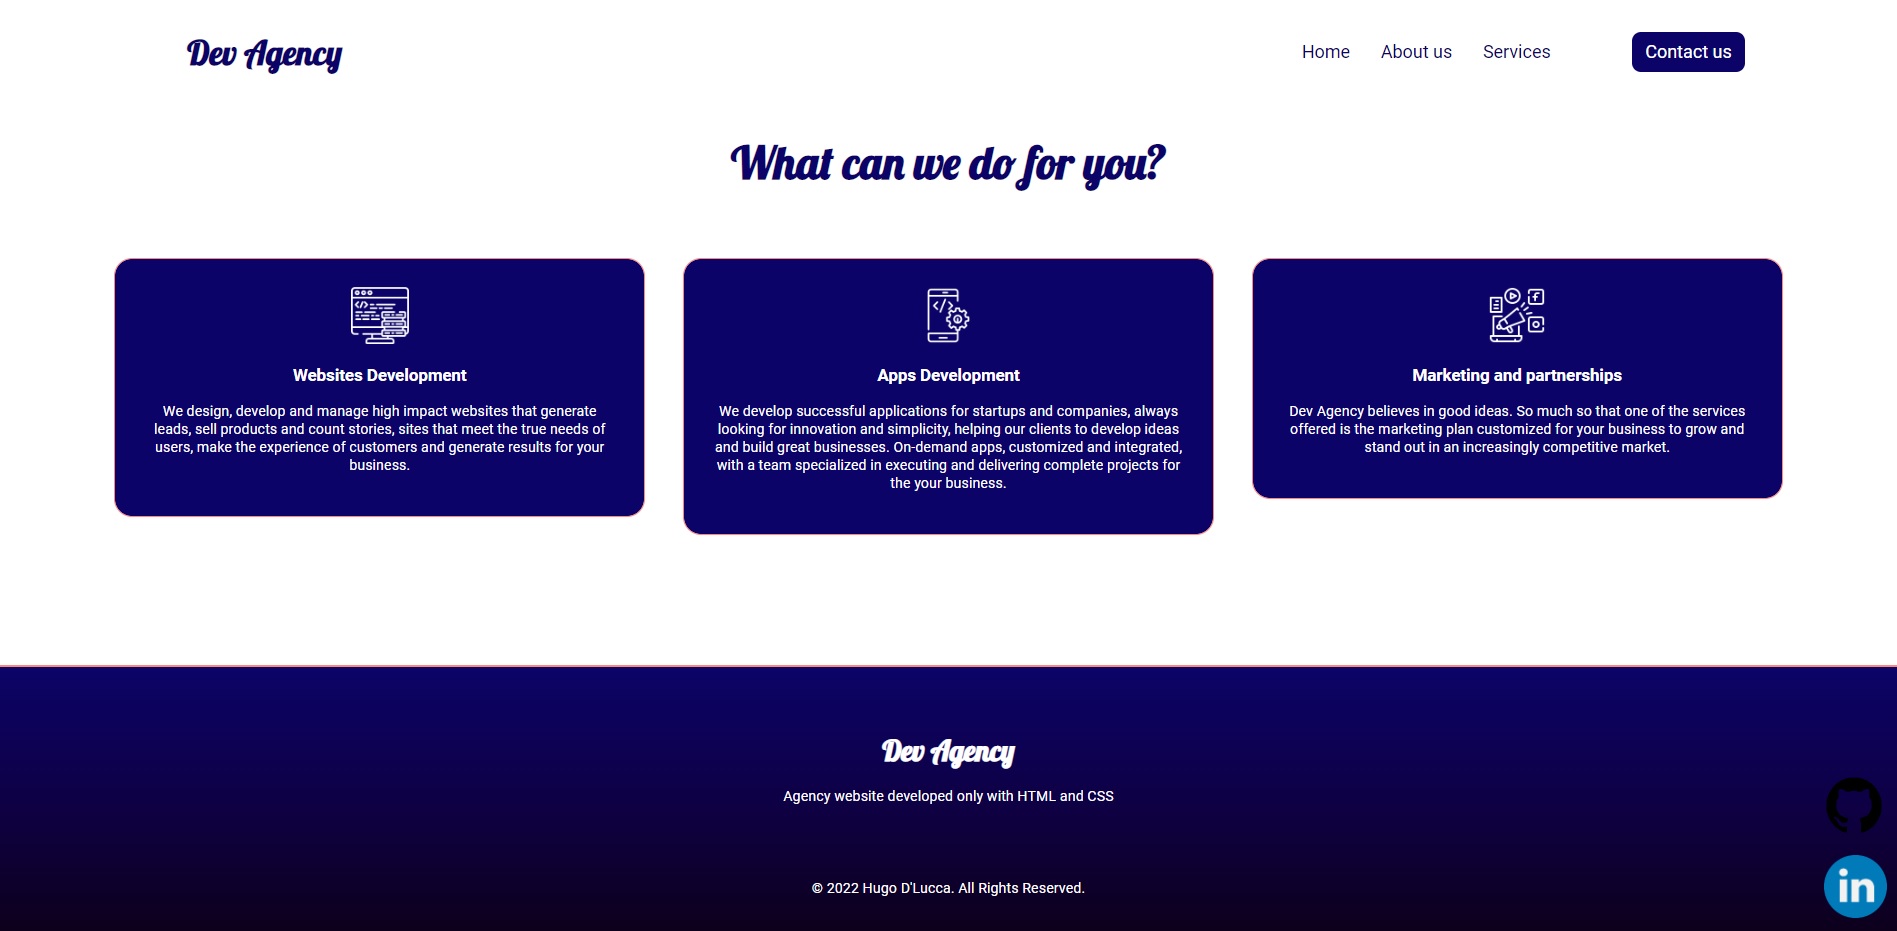 Dev Agency
Home
About us
Services
Contact us
What can we do for you?
Websites Development
We design, develop and manage high impact websites that generate
leads, sell products and count stories, sites that meet the true needs of
users, make the experience of customers and generate results for your
business.
Apps Development
We develop successful applications for startups and companies, always
looking for innovation and simplicity, helping our clients to develop ideas
and build great businesses. On-demand apps, customized and integrated,
with a team specialized in executing and delivering complete projects for
the your business.
Marketing and partnerships
Dev Agency believes in good ideas. So much so that one of the services
offered is the marketing plan customized for your business to grow and
stand out in an increasingly competitive market.
Dev Agency
Agency website developed only with HTML and CSS
© 2022 Hugo D'Lucca. All Rights Reserved.
in